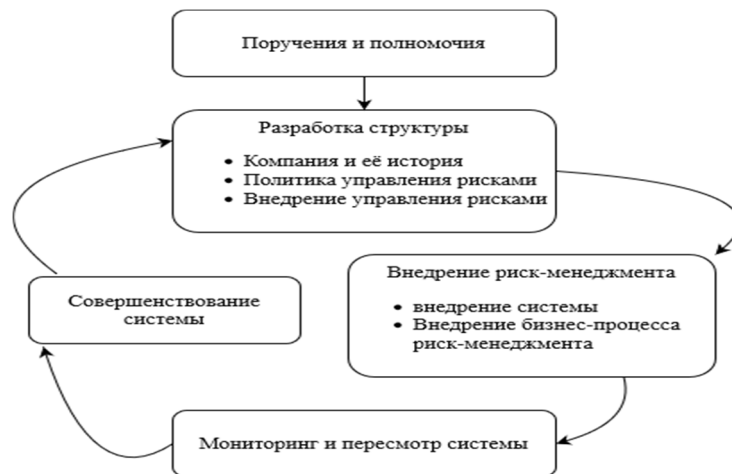 Поручения и полномочия
Разработка структуры
• Компания и её история
• Политика управления рисками
• Внедрение управления рисками
Внедрение риск-менеджмента
• внедрение системы
• Внедрение бизнес-процесса
риск-менеджмента
Мониторинг и пересмотр системы
Совершенствование
системы